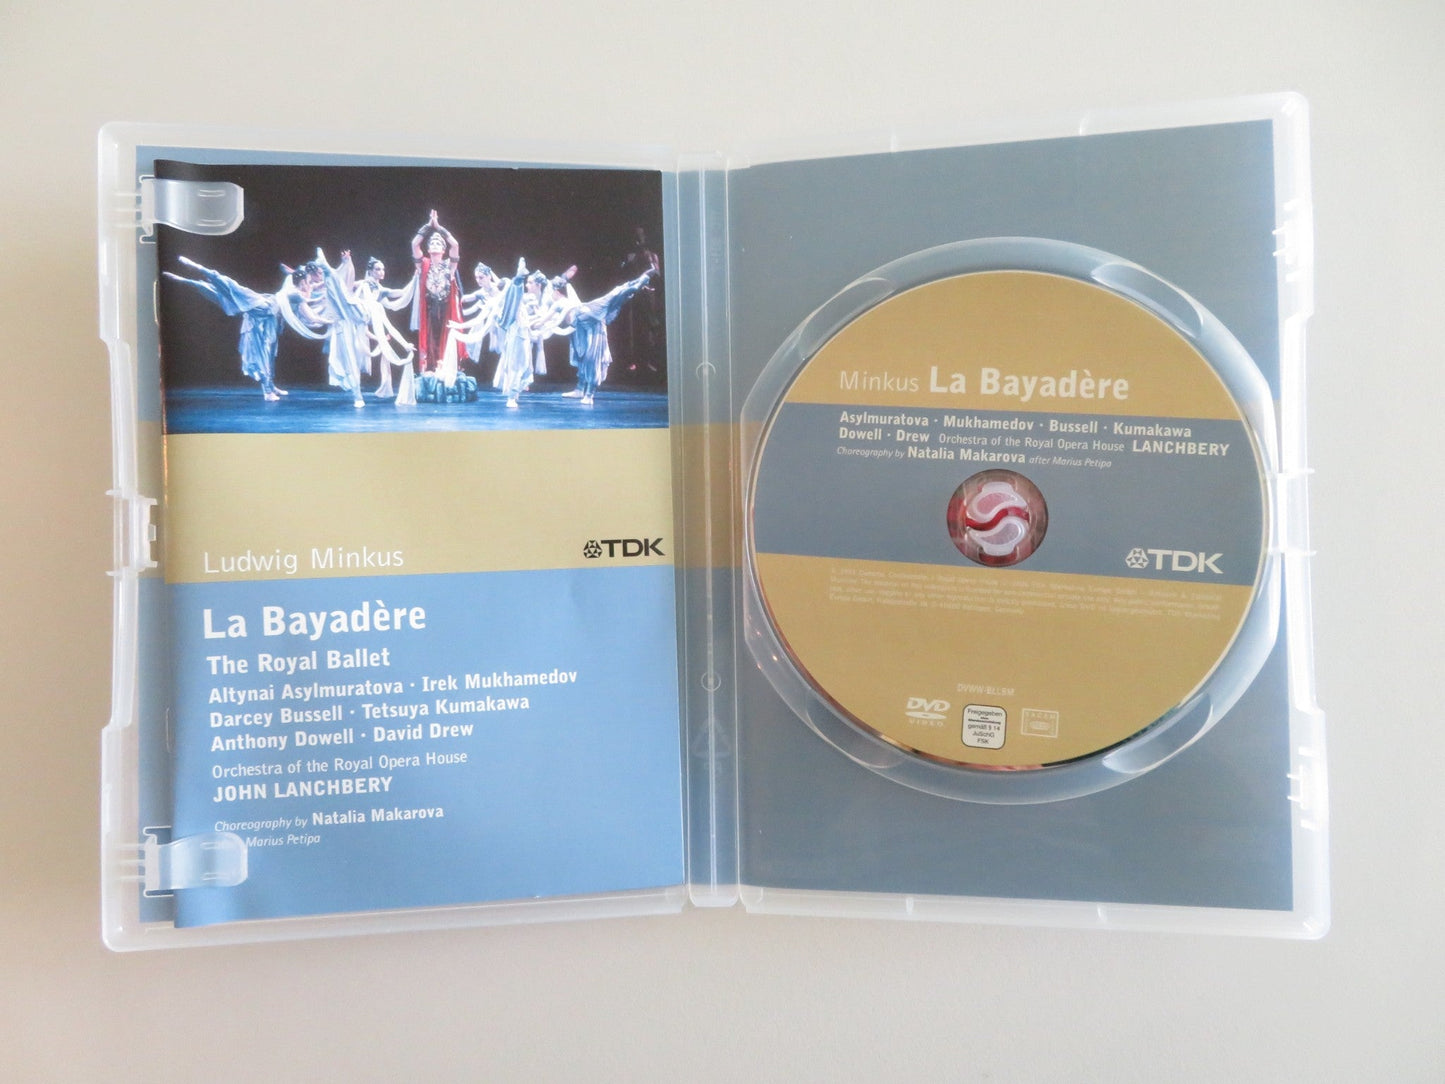 Ludwig Minkus
TDK
La Bayadère
The Royal Ballet
Altynai Asylmuratova · Irek Mukhamedov
Darcey Bussell · Tetsuya Kumakawa
Anthony Dowell · David Drew
Orchestra of the Royal Opera House
JOHN LANCHBERY
Choreography by Natalia Makarova
Marius Petipa
Minkus La Bayadère
Asylmuratova · Mukhamedov · Bussell · Kumakawa
Dowell · Drew Orchestra of the Royal Opera House LANCHBERY
Choreography by Natalia Makarova after Marius Petipa
TDK
DVWW-BLLBM
DVD
VIDEO
Freigegeben
gemäß § 14
JuSchG
FSK
SACEM